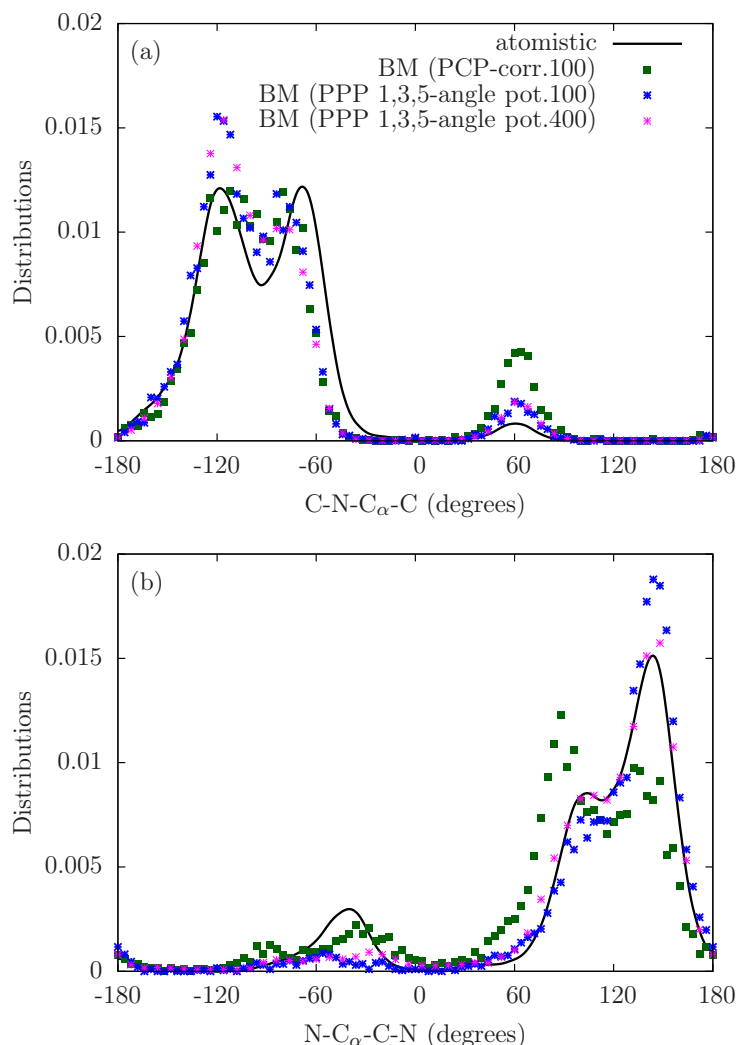 0.02
(a)
atomistic
BM (PCP-corr.100)
BM (PPP 1,3,5-angle pot.100)
BM (PPP 1,3,5-angle pot.400)
0.015
Distributions
0.01
0.005
0
-180 -120 -60 0 60 120 180
C-N-Cα-C (degrees)
0.02
(b)
0.015
Distributions
0.01
0.005
0
-180 -120 -60 0 60 120 180
N-Cα-C-N (degrees)